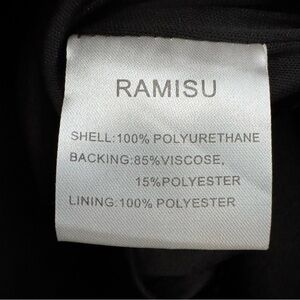 RAMISU
SHELL:100% POLYURETHANE
BACKING:85% VISCOSE,
15% POLYESTER
LINING:100% POLYESTER